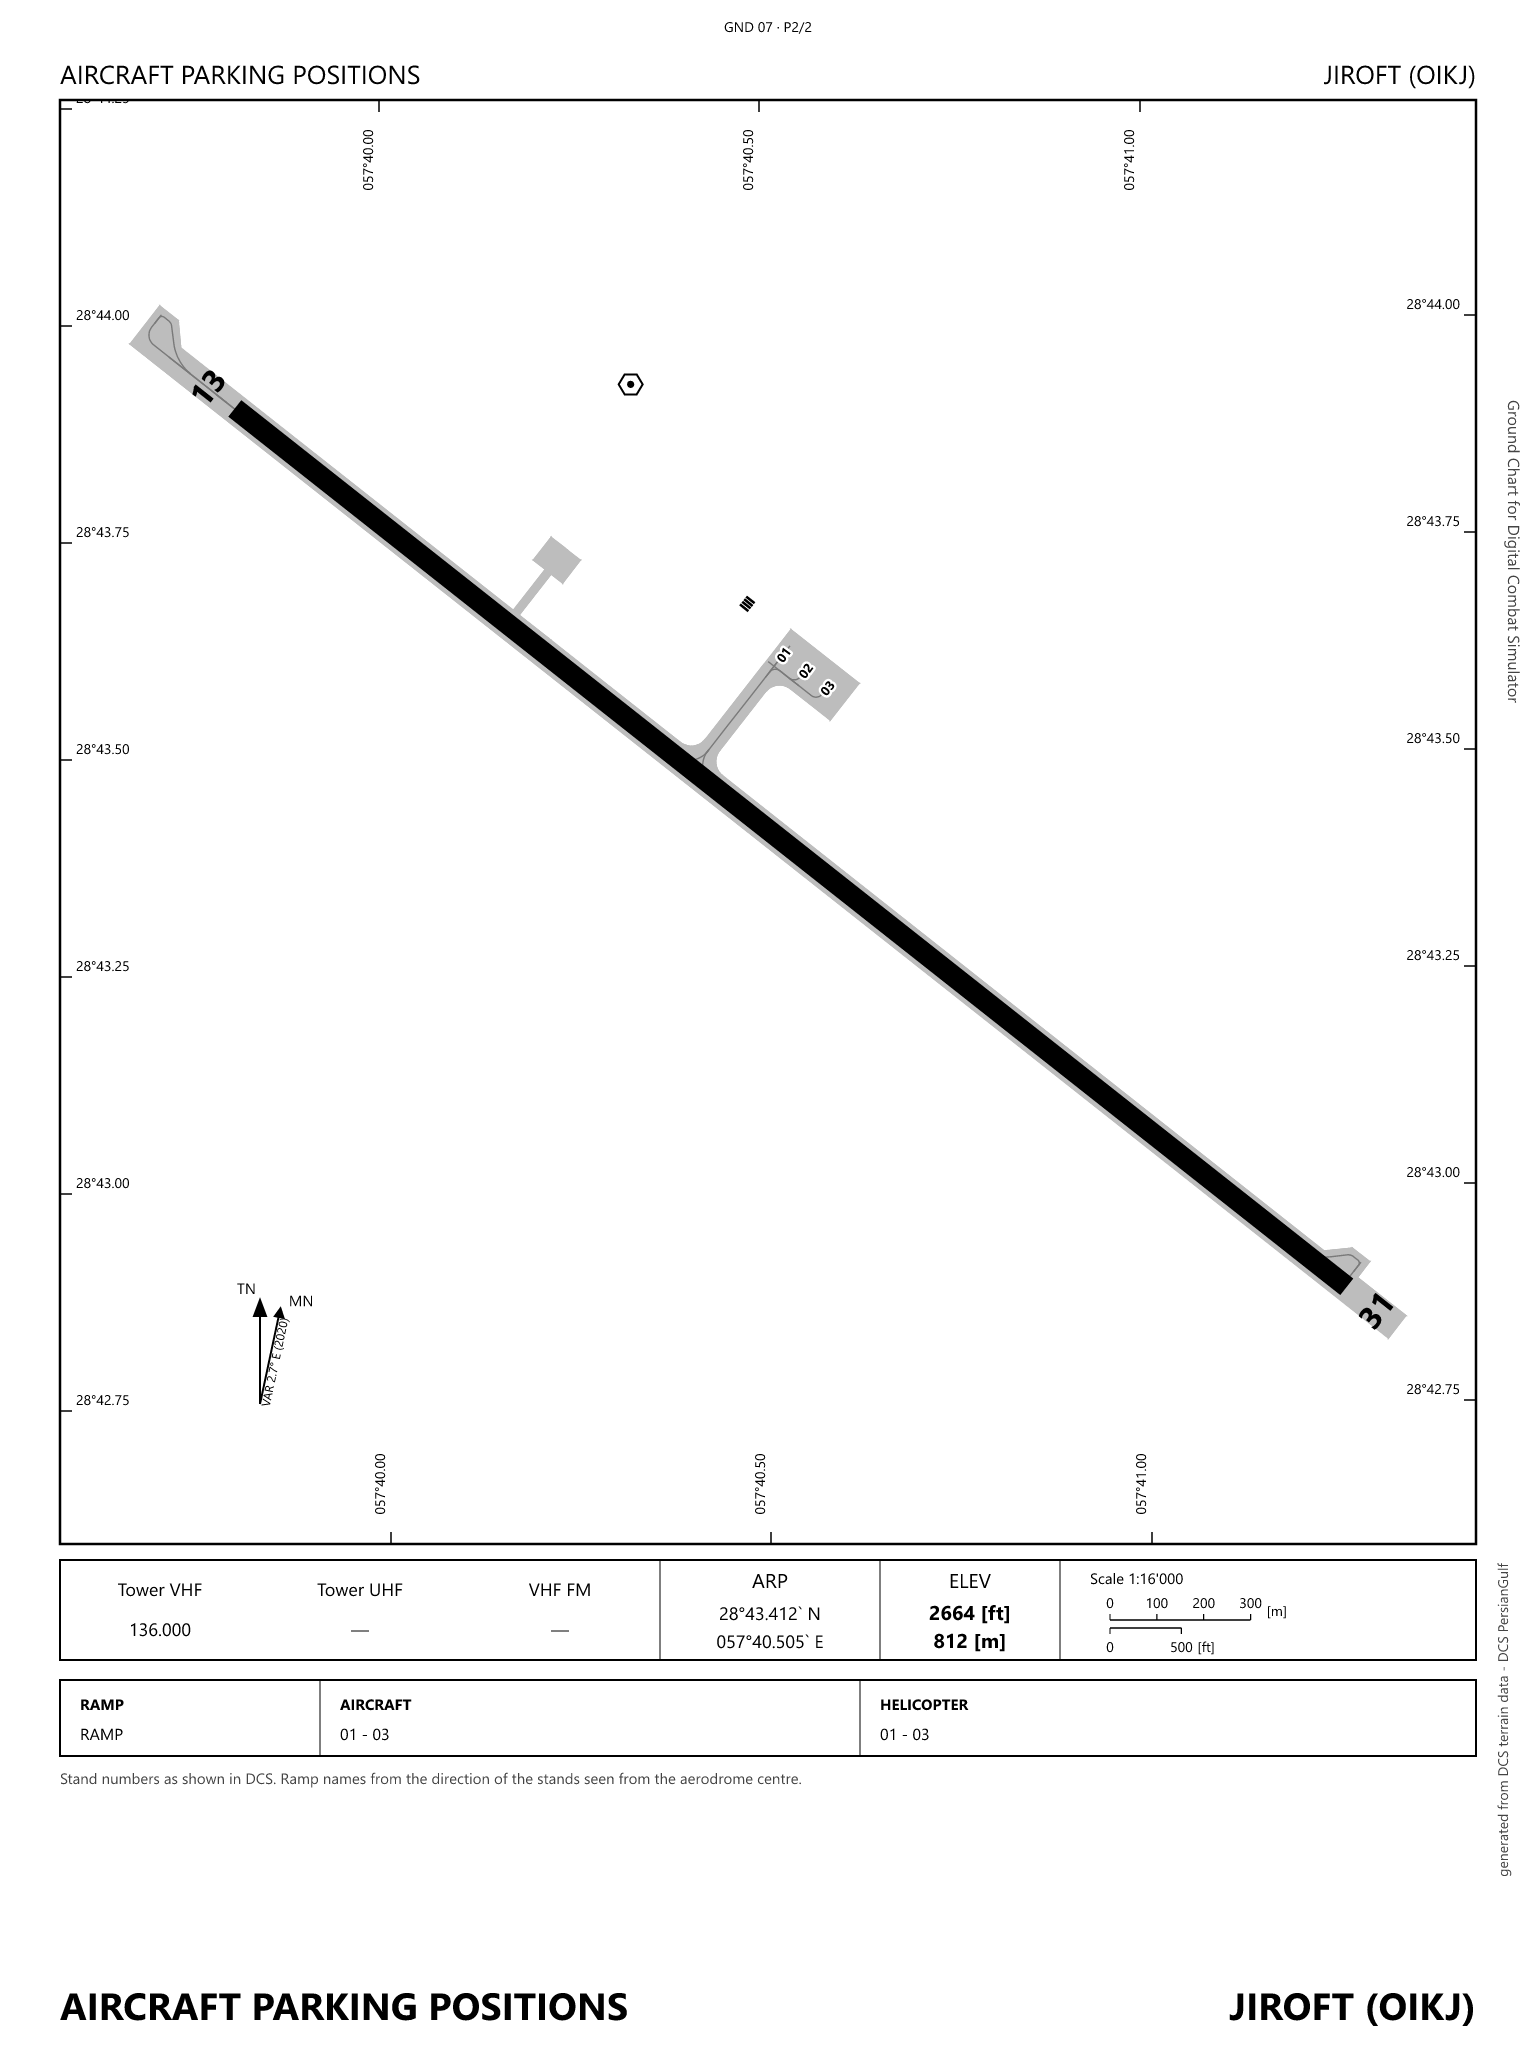 GND 07 · P2/2
AIRCRAFT PARKING POSITIONS
JIROFT (OIKJ)
057°40.00
057°40.50
057°41.00
28°44.00
28°44.00
13
28°43.75
28°43.75
01
02
03
28°43.50
28°43.50
28°43.25
28°43.25
28°43.00
28°43.00
31
TN
MN
VAR 2.7° E (2020)
28°42.75
28°42.75
057°40.00
057°40.50
057°41.00
Ground Chart for Digital Combat Simulator
Tower VHF
136.000
Tower UHF
—
VHF FM
—
ARP
28°43.412` N
057°40.505` E
ELEV
2664 [ft]
812 [m]
Scale 1:16'000
0 100 200 300 [m]
0 500 [ft]
RAMP
RAMP
AIRCRAFT
01 - 03
HELICOPTER
01 - 03
Stand numbers as shown in DCS. Ramp names from the direction of the stands seen from the aerodrome centre.
generated from DCS terrain data - DCS PersianGulf
AIRCRAFT PARKING POSITIONS
JIROFT (OIKJ)